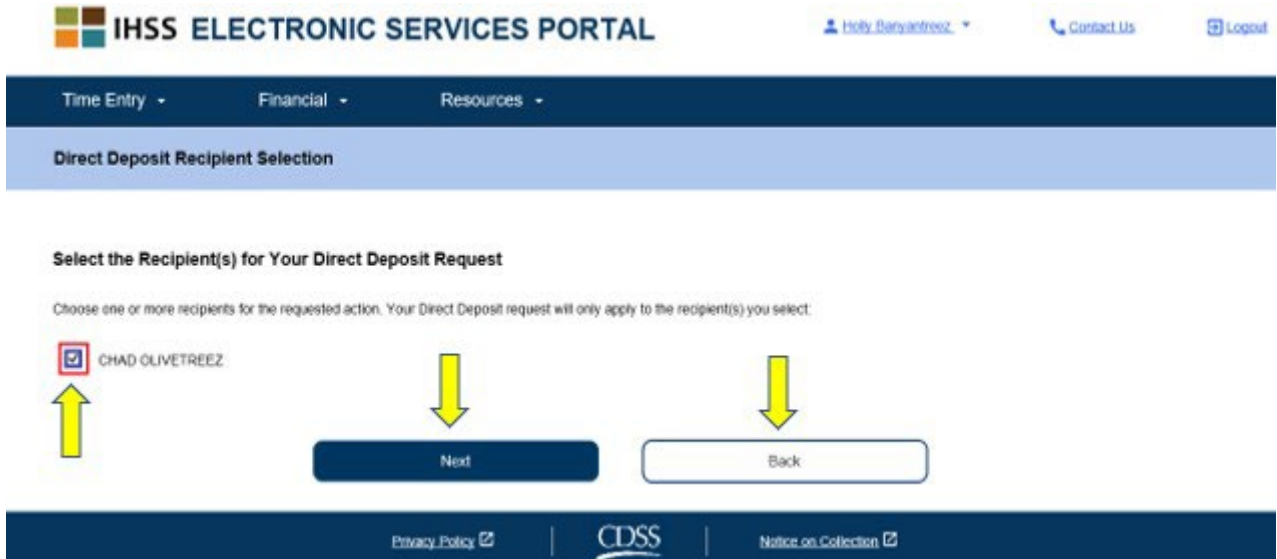 IHSS ELECTRONIC SERVICES PORTAL
Holly Banyantreez
Contact Us
Logout
Time Entry
Financial
Resources
Direct Deposit Recipient Selection
Select the Recipient(s) for Your Direct Deposit Request
Choose one or more recipients for the requested action. Your Direct Deposit request will only apply to the recipient(s) you select:
CHAD OLIVETREEZ
Next
Back
Privacy Policy
CDSS
Notice on Collection